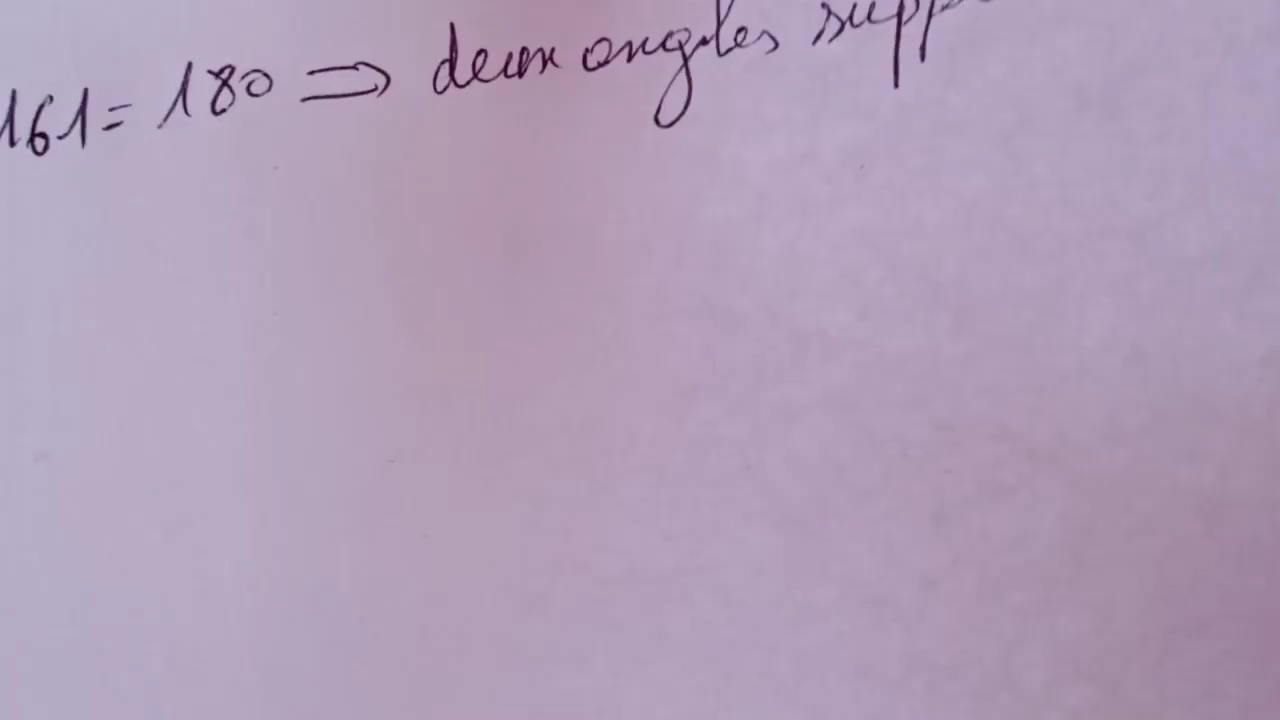 161 = 180 ⇒ deux angles supp